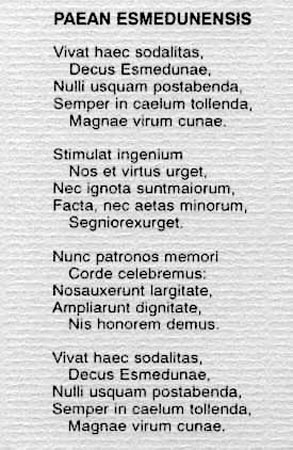 PAEAN ESMEDUNENSIS
Vivat haec sodalitas,
Decus Esmedunae,
Nulli usquam postabenda,
Semper in caelum tollenda,
Magnae virum cunae.
Stimulat ingenium
Nos et virtus urget,
Nec ignota suntmaiorum,
Facta, nec aetas minorum,
Segniorexurget.
Nunc patronos memori
Corde celebremus:
Nosauxerunt largitate,
Ampliarunt dignitate,
Nis honorem demus.
Vivat haec sodalitas,
Decus Esmedunae,
Nulli usquam postabenda,
Semper in caelum tollenda,
Magnae virum cunae.